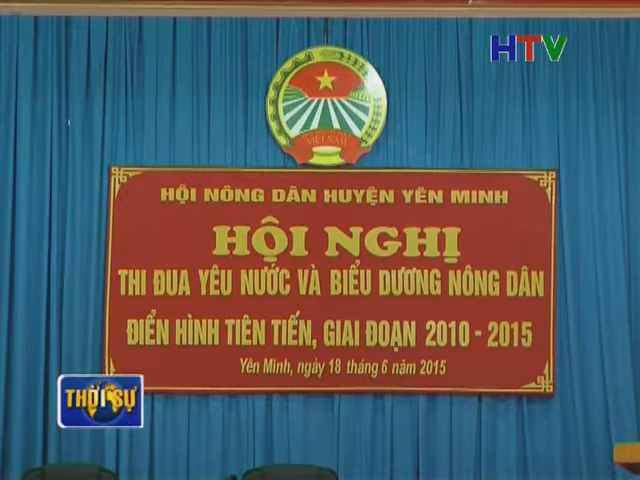 HTV
VIỆT NAM
HỘI NÔNG DÂN HUYỆN YÊN MINH
HỘI NGHỊ
THI ĐUA YÊU NƯỚC VÀ BIỂU DƯƠNG NÔNG DÂN
ĐIỂN HÌNH TIÊN TIẾN, GIAI ĐOẠN 2010 - 2015
Yên Minh, ngày 18 tháng 6 năm 2015
THỜI SỰ